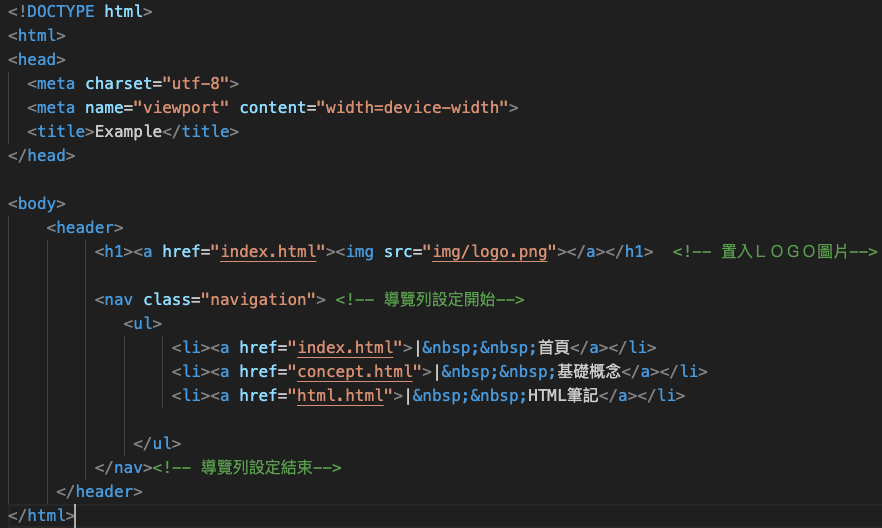 <!DOCTYPE html>
<html>
<head>
  <meta charset="utf-8">
  <meta name="viewport" content="width=device-width">
  <title>Example</title>
</head>

<body>
    <header>
         <h1><a href="index.html"><img src="img/logo.png"></a></h1>  <!-- 置入ＬＯＧＯ圖片-->

         <nav class="navigation"> <!-- 導覽列設定開始-->
            <ul>
                 <li><a href="index.html">|&nbsp;&nbsp;首頁</a></li>
                 <li><a href="concept.html">|&nbsp;&nbsp;基礎概念</a></li>
                 <li><a href="html.html">|&nbsp;&nbsp;HTML筆記</a></li>

             </ul>
         </nav><!-- 導覽列設定結束-->
     </header>
</html>